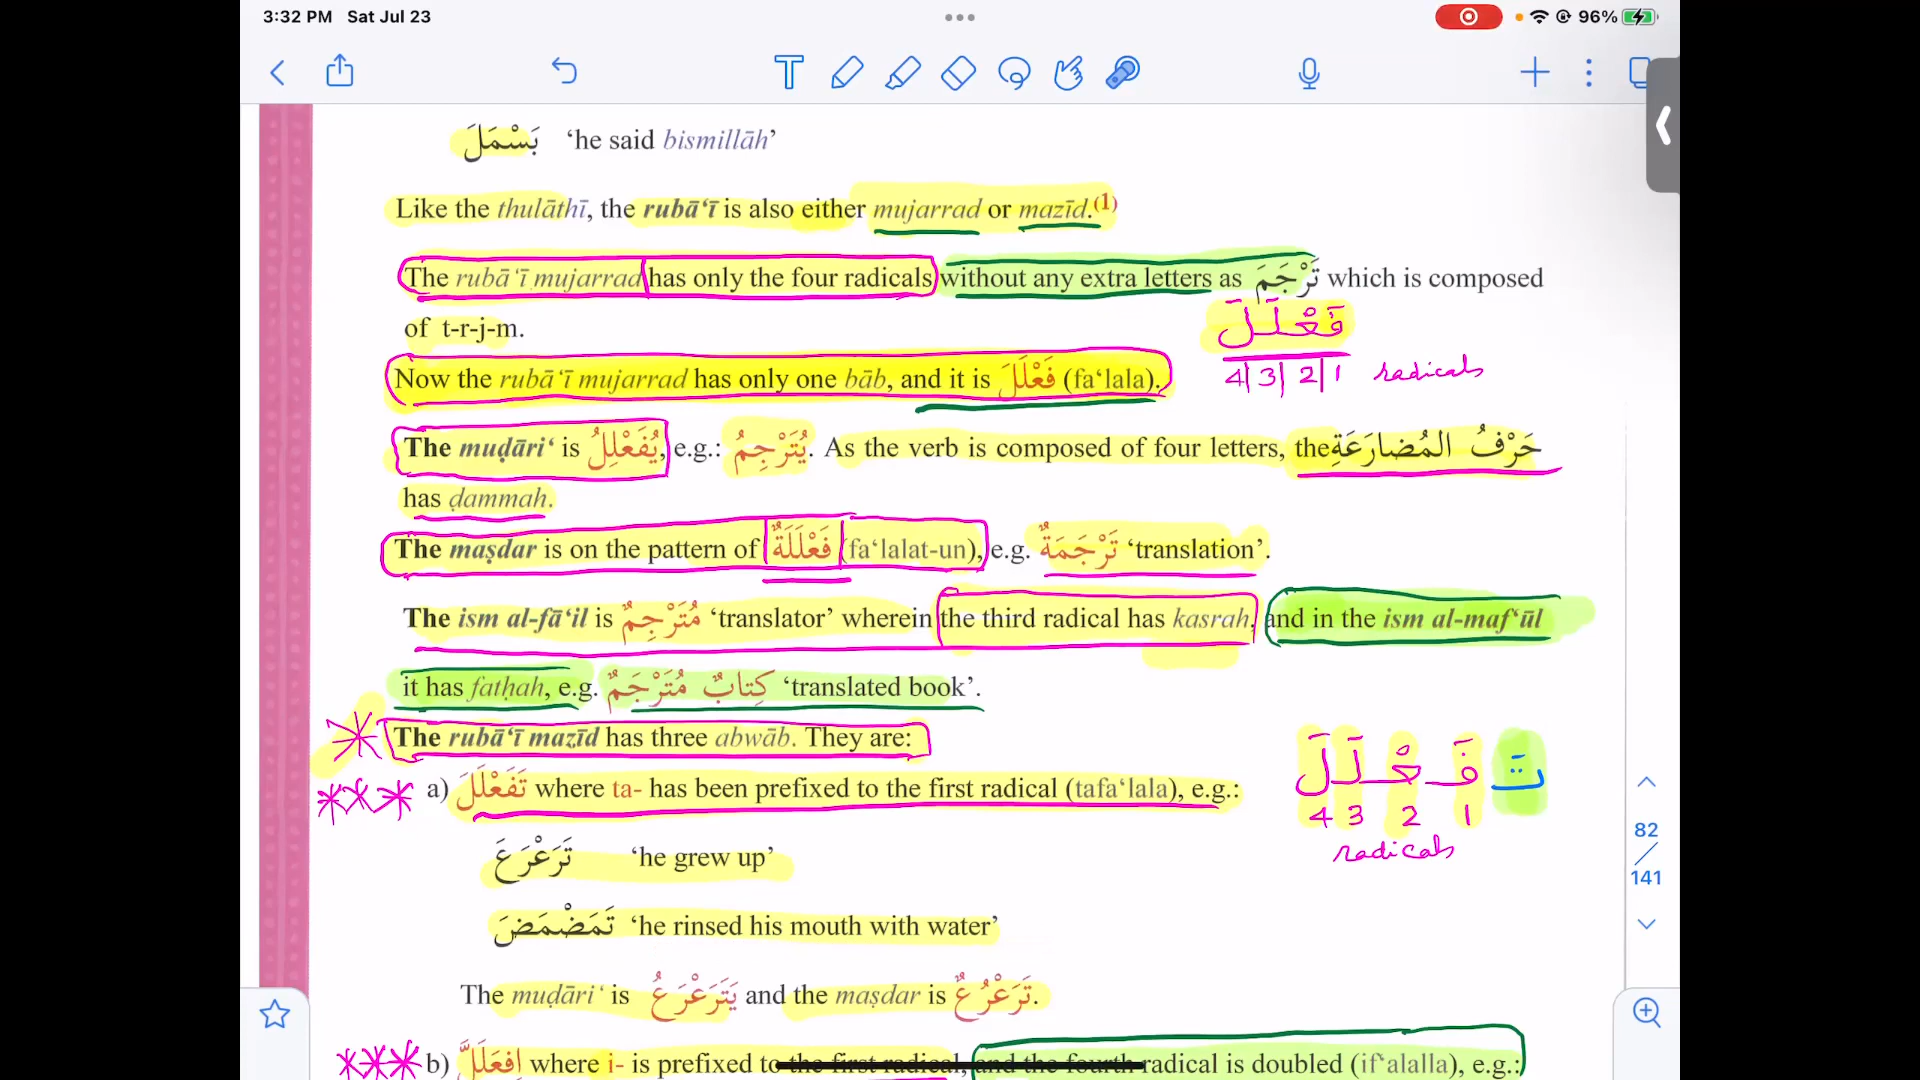 3:32 PM Sat Jul 23
96%
T
بَسْمَلَ ‘he said bismillāh’
Like the thulāthī, the rubā‘ī is also either mujarrad or mazīd.(1)
The rubā‘ī mujarrad has only the four radicals without any extra letters as تَرْجَمَ which is composed
of t-r-j-m.
فَعْلَلَ
Now the rubā‘ī mujarrad has only one bāb, and it is فَعْلَلَ (fa‘lala).
4|3|2|1 radicals
The muḍāri‘ is يُفَعْلِلُ, e.g.: يُتَرْجِمُ. As the verb is composed of four letters, the حَرْفُ المُضارَعَةِ
has ḍammah.
The maṣdar is on the pattern of فَعْلَلَةٌ (fa‘lalat-un), e.g. تَرْجَمَةٌ ‘translation’.
The ism al-fā‘il is مُتَرْجِمٌ ‘translator’ wherein the third radical has kasrah, and in the ism al-maf‘ūl
it has fatḥah, e.g. كِتابٌ مُتَرْجَمٌ ‘translated book’.
The rubā‘ī mazīd has three abwāb. They are:
a) تَفَعْلَلَ where ta- has been prefixed to the first radical (tafa‘lala), e.g.:
تَ فَعْلَلَ
4 3 2 1
radicals
تَرَعْرَعَ ‘he grew up’
تَمَضْمَضَ ‘he rinsed his mouth with water’
The muḍāri‘ is يَتَرَعْرَعُ and the maṣdar is تَرَعْرُعٌ.
b) اِفْعَلَلَّ where i- is prefixed to the first radical, and the fourth radical is doubled (if‘alalla), e.g.:
82
141